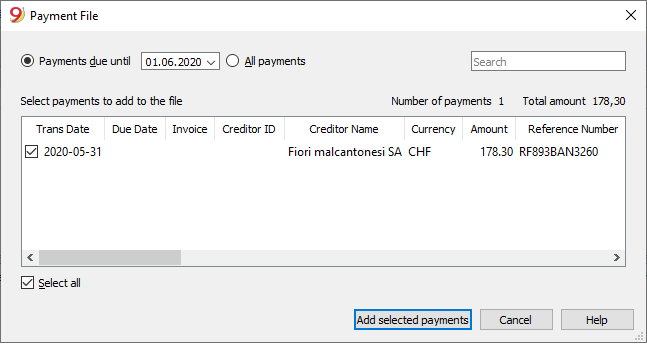 9 Payment File
Payments due until 01.06.2020 All payments Search
Select payments to add to the file Number of payments 1 Total amount 178,30
Trans Date Due Date Invoice Creditor ID Creditor Name Currency Amount Reference Number
2020-05-31 Fiori malcantonesi SA CHF 178.30 RF893BAN3260
Select all
Add selected payments Cancel Help